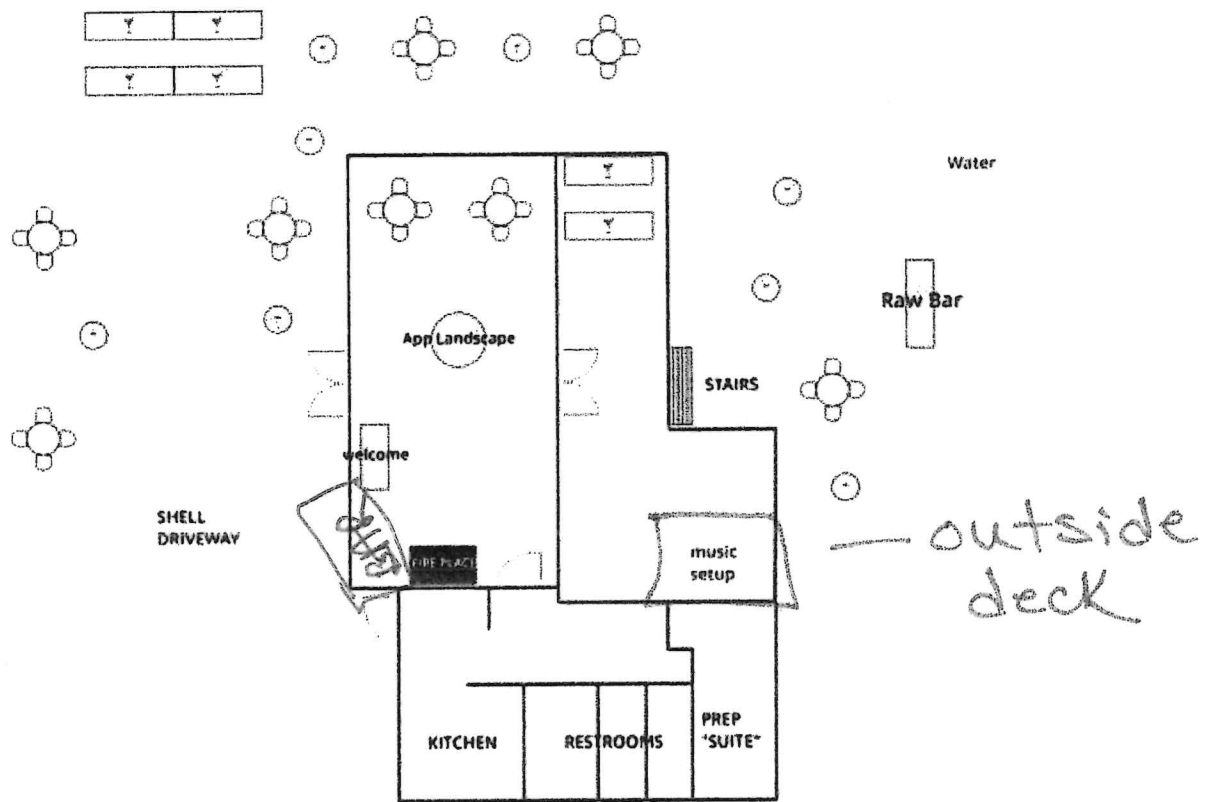 Water
Raw Bar
App Landscape
STAIRS
welcome
SHELL
DRIVEWAY
FIRE PLACE
music
setup
— outside
deck
KITCHEN
RESTROOMS
PREP
"SUITE"